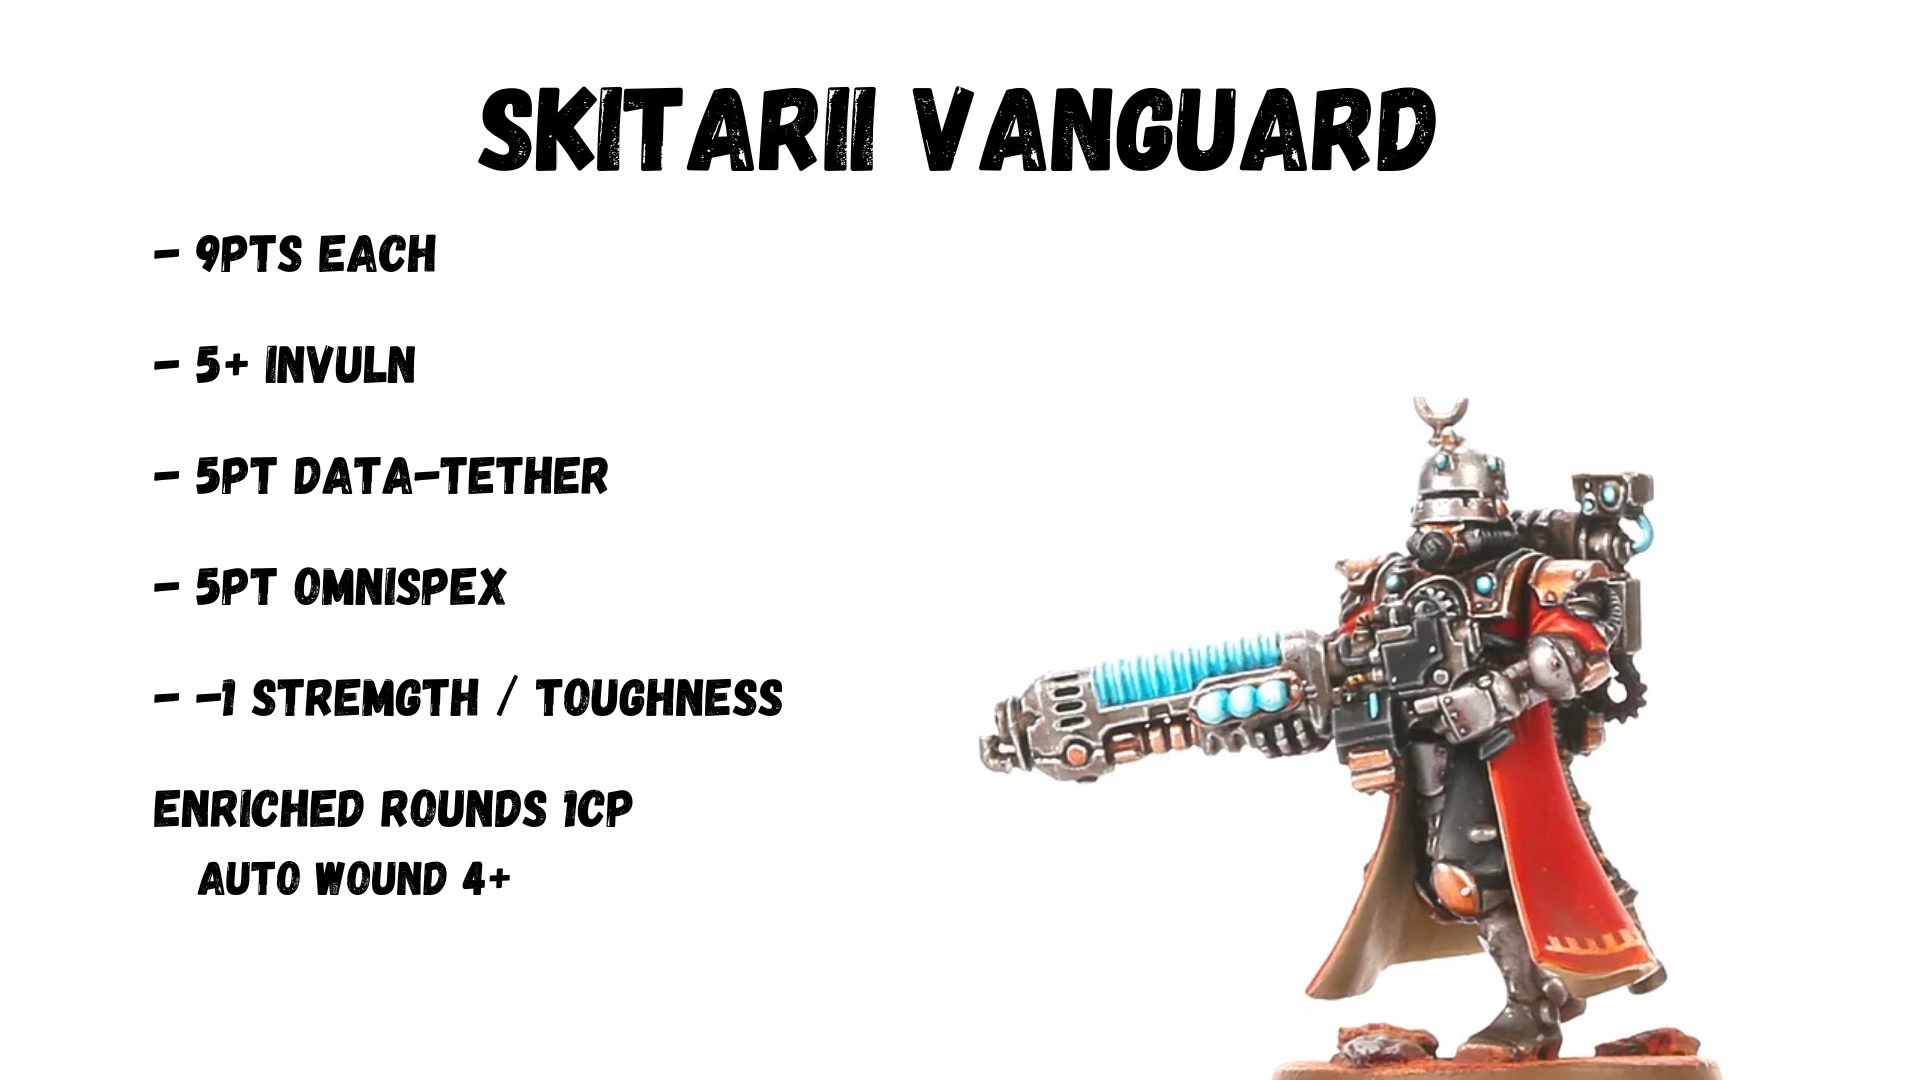 SKITARII VANGUARD
- 9PTS EACH
- 5+ INVULN
- 5PT DATA-TETHER
- 5PT OMNISPEX
- -1 STREMGTH / TOUGHNESS
ENRICHED ROUNDS 1CP
AUTO WOUND 4+